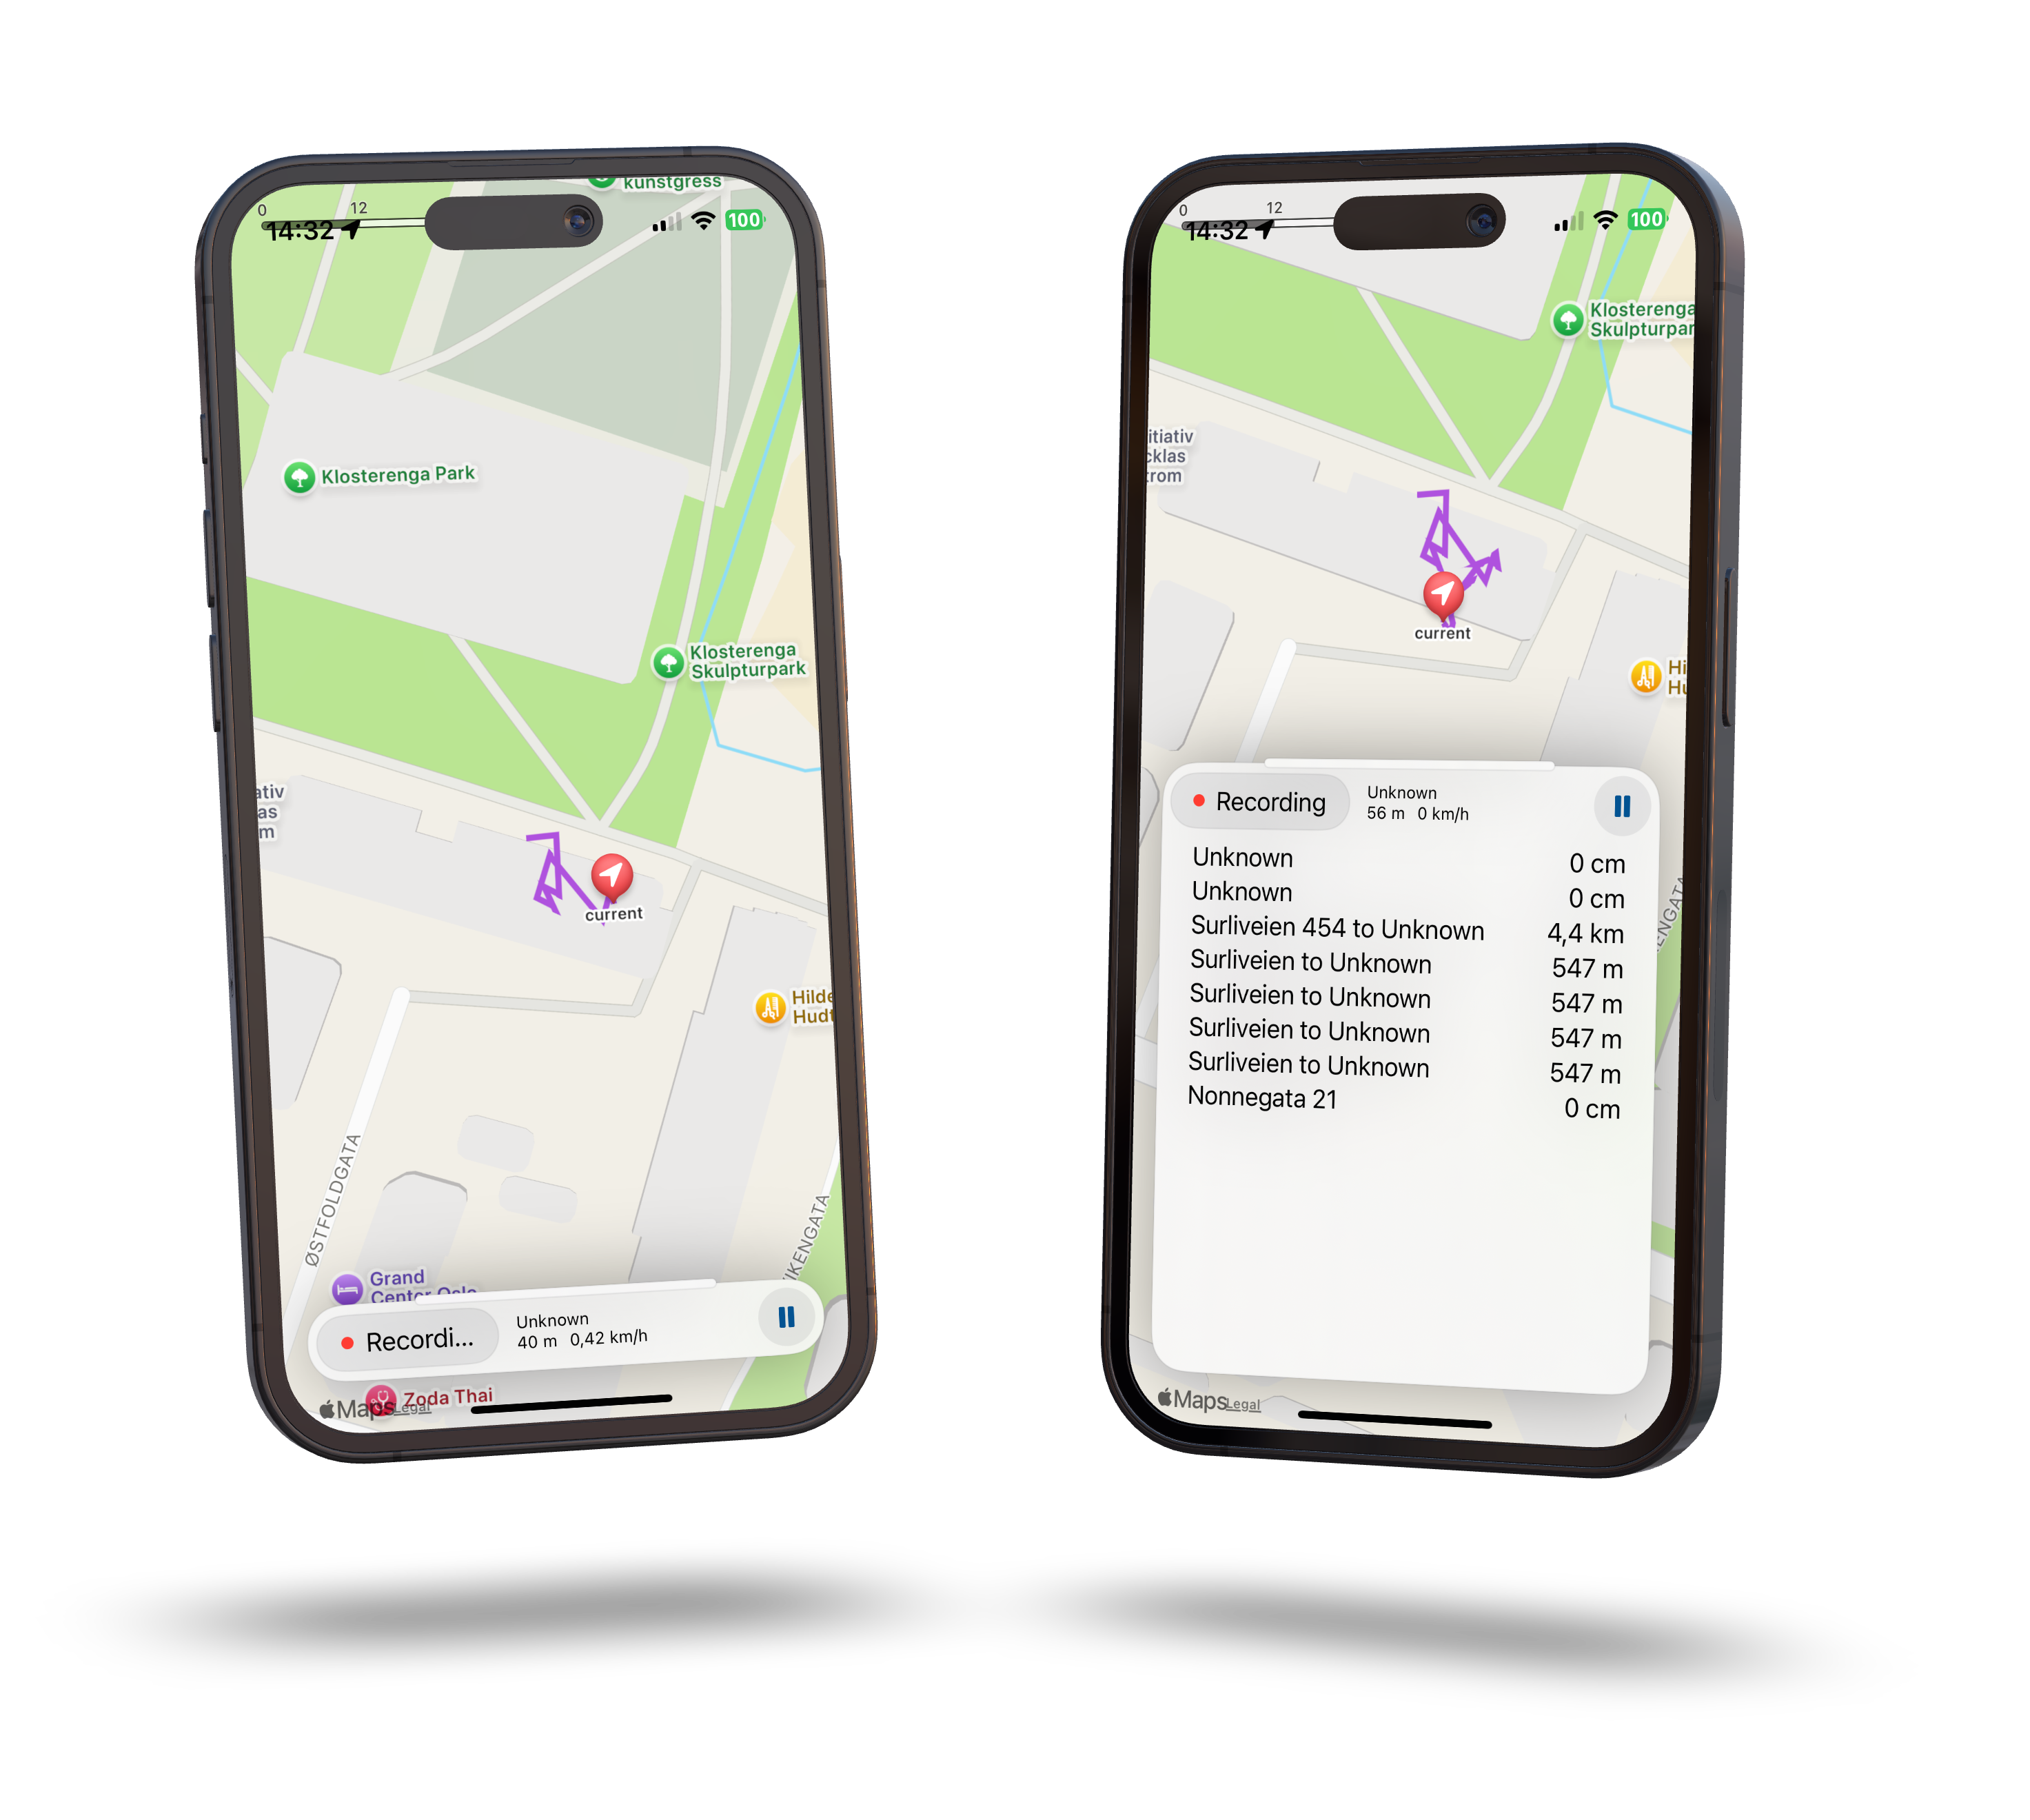 kunstgress
0 12
14:32
100
Klosterenga Park
Klosterenga
Skulpturpark
ativ
as
m
current
Hilde
Hudt
ØSTFOLDGATA
IKENGATA
Grand
Center Oslo
Recordi...
Unknown
40 m 0,42 km/h
Zoda Thai
Maps Legal
0 12
14:32
100
Klosterenga
Skulpturpar
itiativ
cklas
trom
current
Hi
Hu
ENGATA
Recording
Unknown
56 m 0 km/h
Unknown 0 cm
Unknown 0 cm
Surliveien 454 to Unknown 4,4 km
Surliveien to Unknown 547 m
Surliveien to Unknown 547 m
Surliveien to Unknown 547 m
Surliveien to Unknown 547 m
Nonnegata 21 0 cm
Maps Legal